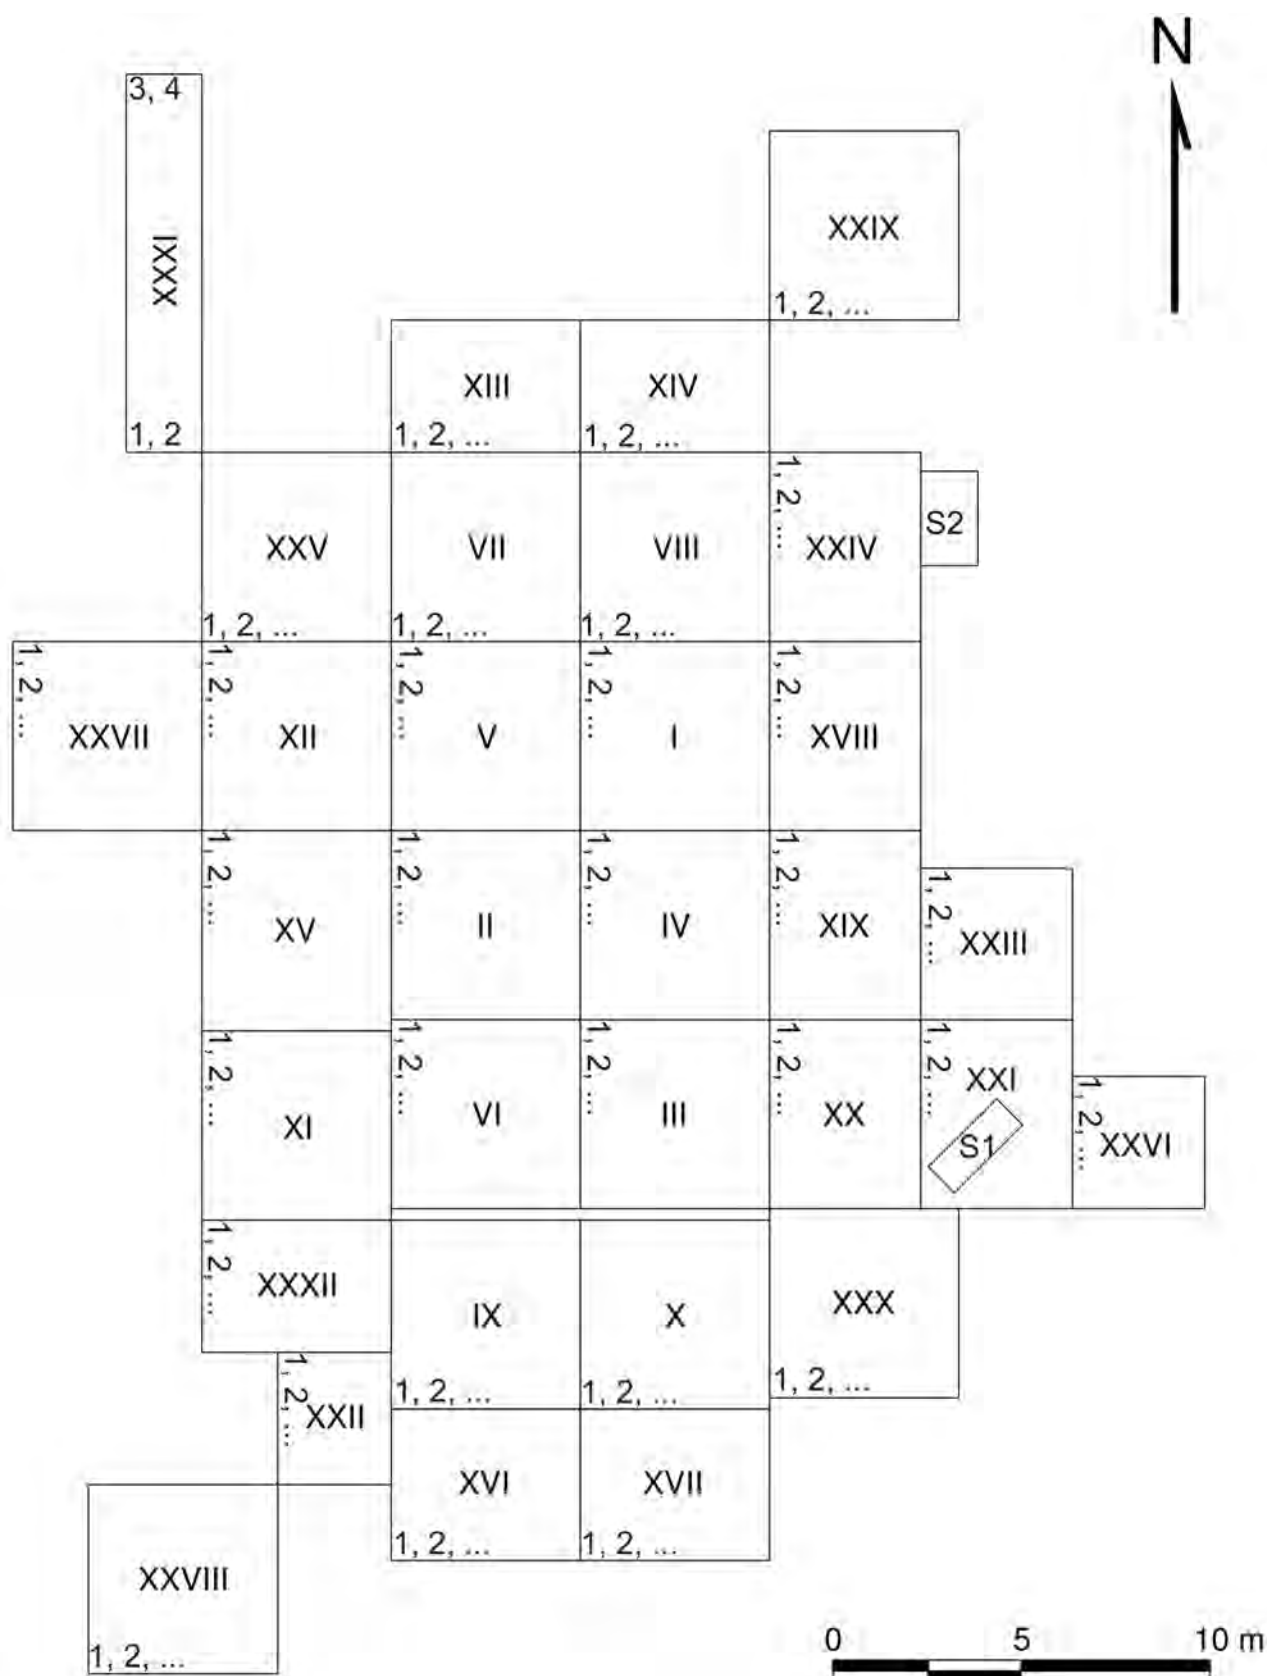 N
3, 4
XXXI
1, 2
XXIX
1, 2, ...
XIII
1, 2, ...
XIV
1, 2, ...
XXV
1, 2, ...
VII
1, 2, ...
VIII
1, 2, ...
1, 2, ...
XXIV
S2
1, 2, ...
XXVII
1, 2, ...
XII
1, 2, ...
V
1, 2, ...
I
1, 2, ...
XVIII
1, 2, ...
XV
1, 2, ...
II
1, 2, ...
IV
1, 2, ...
XIX
1, 2, ...
XXIII
1, 2, ...
XI
1, 2, ...
VI
1, 2, ...
III
1, 2, ...
XX
1, 2, ...
XXI
S1
1, 2, ...
XXVI
1, 2, ...
XXXII
IX
1, 2, ...
X
1, 2, ...
XXX
1, 2, ...
1, 2, ...
XXII
XVI
1, 2, ...
XVII
1, 2, ...
XXVIII
1, 2, ...
0 5 10 m